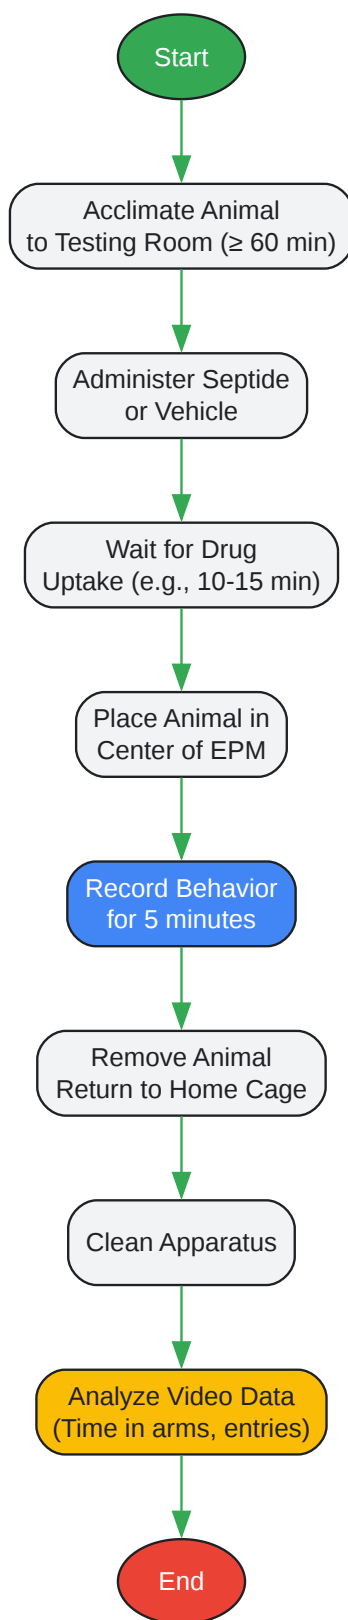 Start
Acclimate Animal
to Testing Room (≥ 60 min)
Administer Septide
or Vehicle
Wait for Drug
Uptake (e.g., 10-15 min)
Place Animal in
Center of EPM
Record Behavior
for 5 minutes
Remove Animal
Return to Home Cage
Clean Apparatus
Analyze Video Data
(Time in arms, entries)
End